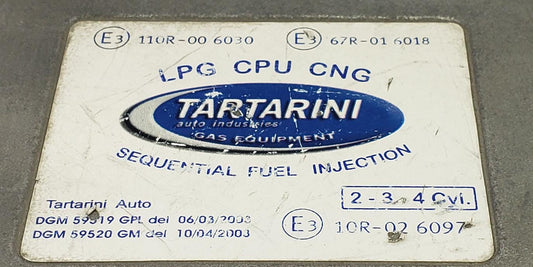 E3 110R-00 6030 E3 67R-01 6018
LPG CPU CNG
TARTARINI
auto industries
GAS EQUIPMENT
SEQUENTIAL FUEL INJECTION
2 - 3 - 4 Cyl.
Tartarini Auto
DGM 59519 GPL del 06/03/2003
DGM 59520 GM del 10/04/2003
E3 10R-02 6097